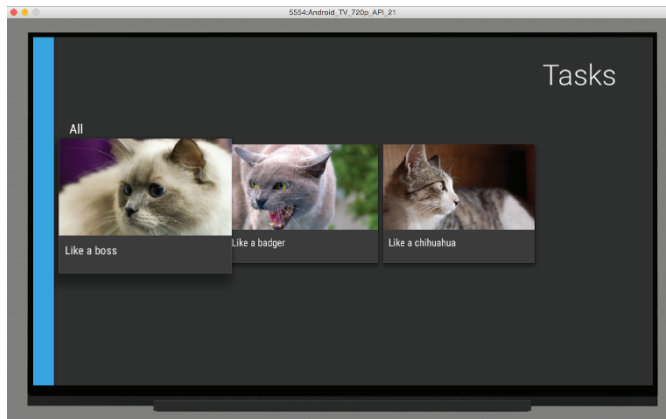 5554:Android_TV_720p_API_21
Tasks
All
Like a boss
Like a badger
Like a chihuahua